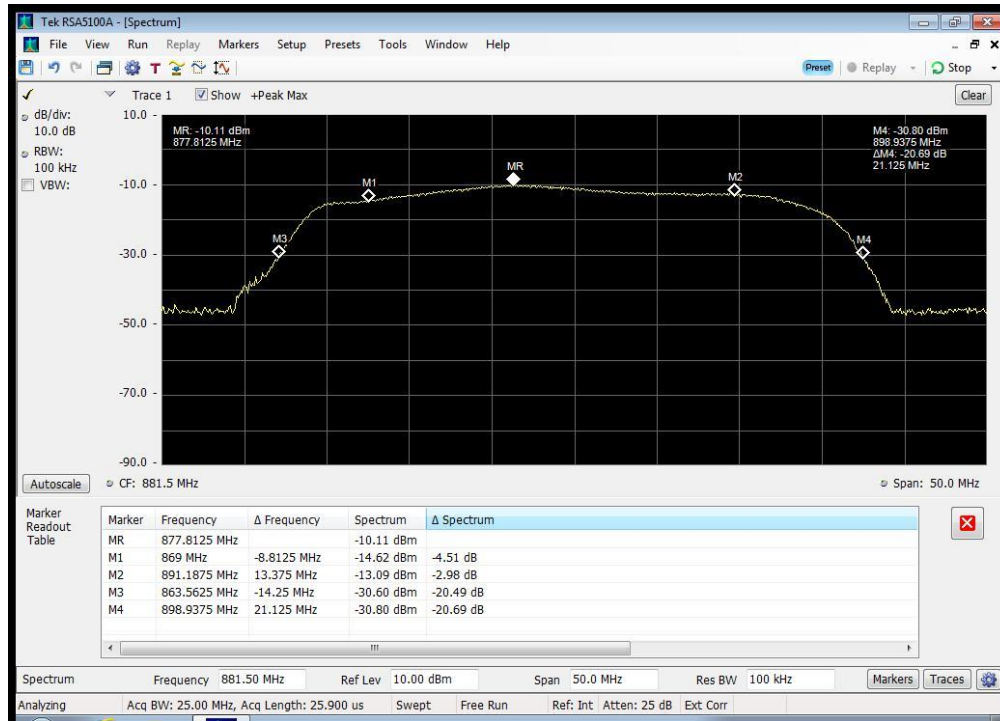 Tek RSA5100A - [Spectrum]
File View Run Replay Markers Setup Presets Tools Window Help
Preset Replay Stop
Trace 1 Show +Peak Max Clear
dB/div:
10.0 dB
RBW:
100 kHz
VBW:
10.0
-10.0
-30.0
-50.0
-70.0
-90.0
MR: -10.11 dBm
877.8125 MHz
M4: -30.80 dBm
898.9375 MHz
ΔM4: -20.69 dB
21.125 MHz
M3
M1
MR
M2
M4
Autoscale CF: 881.5 MHz Span: 50.0 MHz
Marker
Readout
Table
Marker Frequency Δ Frequency Spectrum Δ Spectrum
MR 877.8125 MHz -10.11 dBm
M1 869 MHz -8.8125 MHz -14.62 dBm -4.51 dB
M2 891.1875 MHz 13.375 MHz -13.09 dBm -2.98 dB
M3 863.5625 MHz -14.25 MHz -30.60 dBm -20.49 dB
M4 898.9375 MHz 21.125 MHz -30.80 dBm -20.69 dB
Spectrum Frequency 881.50 MHz Ref Lev 10.00 dBm Span 50.0 MHz Res BW 100 kHz Markers Traces
Analyzing Acq BW: 25.00 MHz, Acq Length: 25.900 us Swept Free Run Ref: Int Atten: 25 dB Ext Corr